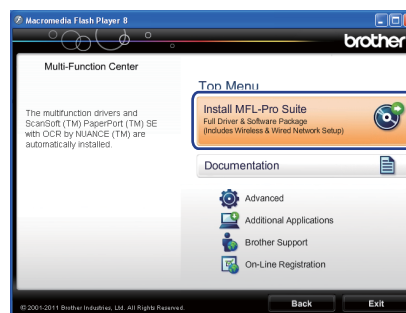 Macromedia Flash Player 8
brother
Multi-Function Center
Top Menu
The multifunction drivers and
ScanSoft (TM) PaperPort (TM) SE
with OCR by NUANCE (TM) are
automatically installed.
Install MFL-Pro Suite
Full Driver & Software Package
(Includes Wireless & Wired Network Setup)
Documentation
Advanced
Additional Applications
Brother Support
On-Line Registration
© 2001-2011 Brother Industries, Ltd. All Rights Reserved.
Back
Exit